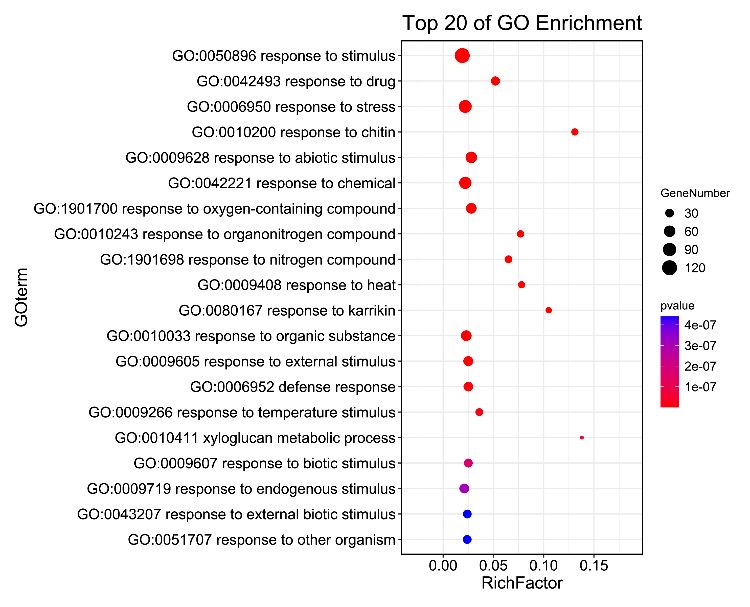 Top 20 of GO Enrichment
GO:0050896 response to stimulus
GO:0042493 response to drug
GO:0006950 response to stress
GO:0010200 response to chitin
GO:0009628 response to abiotic stimulus
GO:0042221 response to chemical
GO:1901700 response to oxygen-containing compound
GO:0010243 response to organonitrogen compound
GO:1901698 response to nitrogen compound
GO:0009408 response to heat
GO:0080167 response to karrikin
GO:0010033 response to organic substance
GO:0009605 response to external stimulus
GO:0006952 defense response
GO:0009266 response to temperature stimulus
GO:0010411 xyloglucan metabolic process
GO:0009607 response to biotic stimulus
GO:0009719 response to endogenous stimulus
GO:0043207 response to external biotic stimulus
GO:0051707 response to other organism
GOterm
0.00 0.05 0.10 0.15
RichFactor
GeneNumber
30
60
90
120
pvalue
4e-07
3e-07
2e-07
1e-07